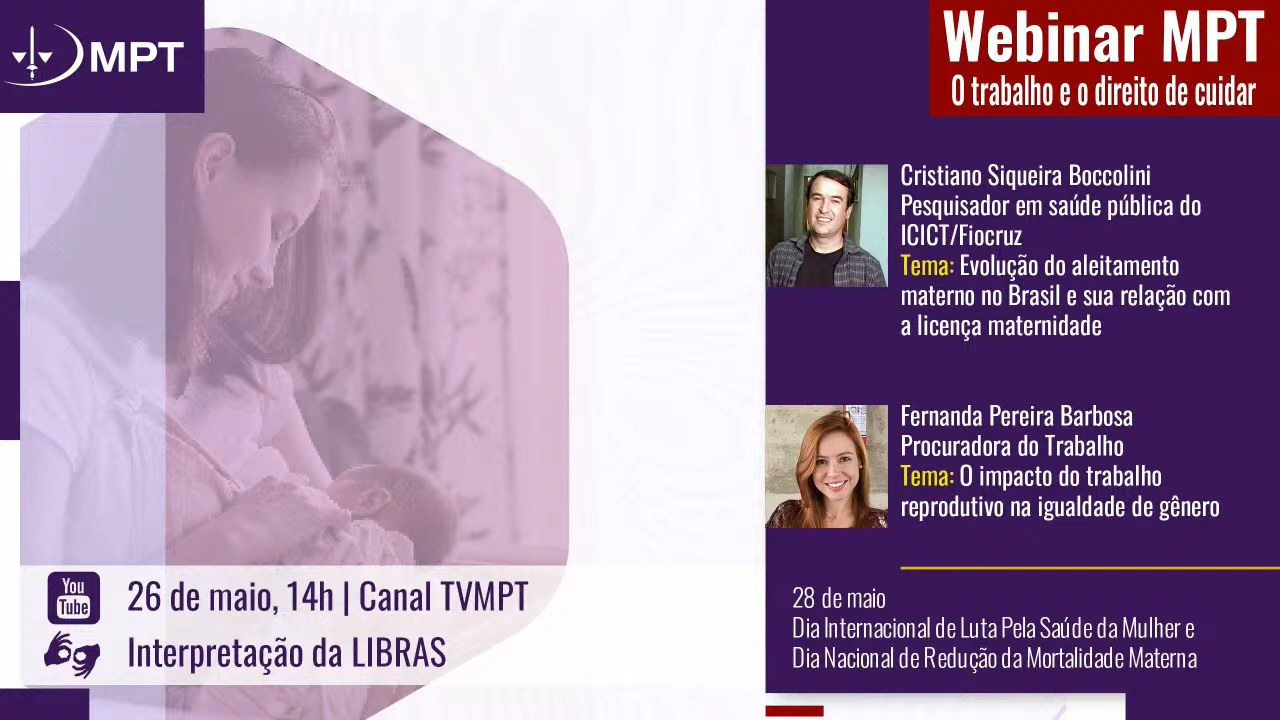 MPT
Webinar MPT
O trabalho e o direito de cuidar
Cristiano Siqueira Boccolini
Pesquisador em saúde pública do
ICICT/Fiocruz
Tema: Evolução do aleitamento
materno no Brasil e sua relação com
a licença maternidade
Fernanda Pereira Barbosa
Procuradora do Trabalho
Tema: O impacto do trabalho
reprodutivo na igualdade de gênero
You
Tube
26 de maio, 14h | Canal TVMPT
Interpretação da LIBRAS
28 de maio
Dia Internacional de Luta Pela Saúde da Mulher e
Dia Nacional de Redução da Mortalidade Materna